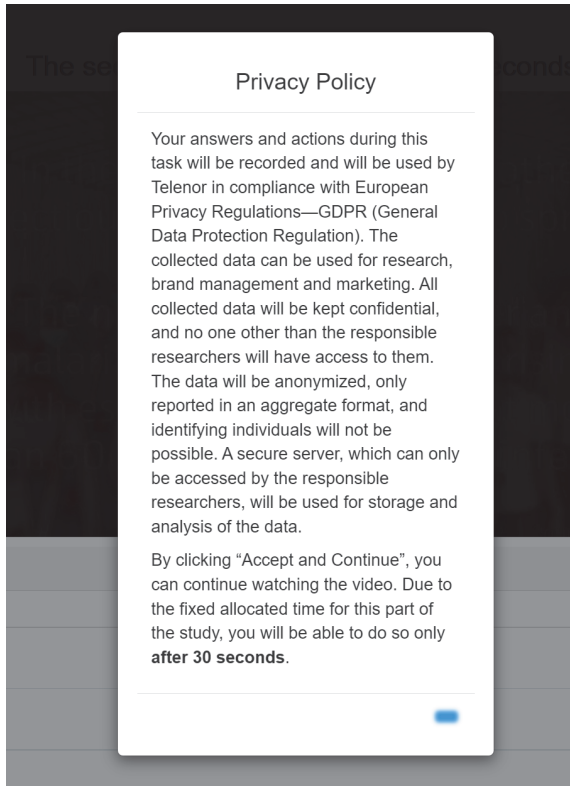 The se
conds
Privacy Policy
Your answers and actions during this
task will be recorded and will be used by
Telenor in compliance with European
Privacy Regulations—GDPR (General
Data Protection Regulation). The
collected data can be used for research,
brand management and marketing. All
collected data will be kept confidential,
and no one other than the responsible
researchers will have access to them.
The data will be anonymized, only
reported in an aggregate format, and
identifying individuals will not be
possible. A secure server, which can only
be accessed by the responsible
researchers, will be used for storage and
analysis of the data.
By clicking “Accept and Continue”, you
can continue watching the video. Due to
the fixed allocated time for this part of
the study, you will be able to do so only
after 30 seconds.